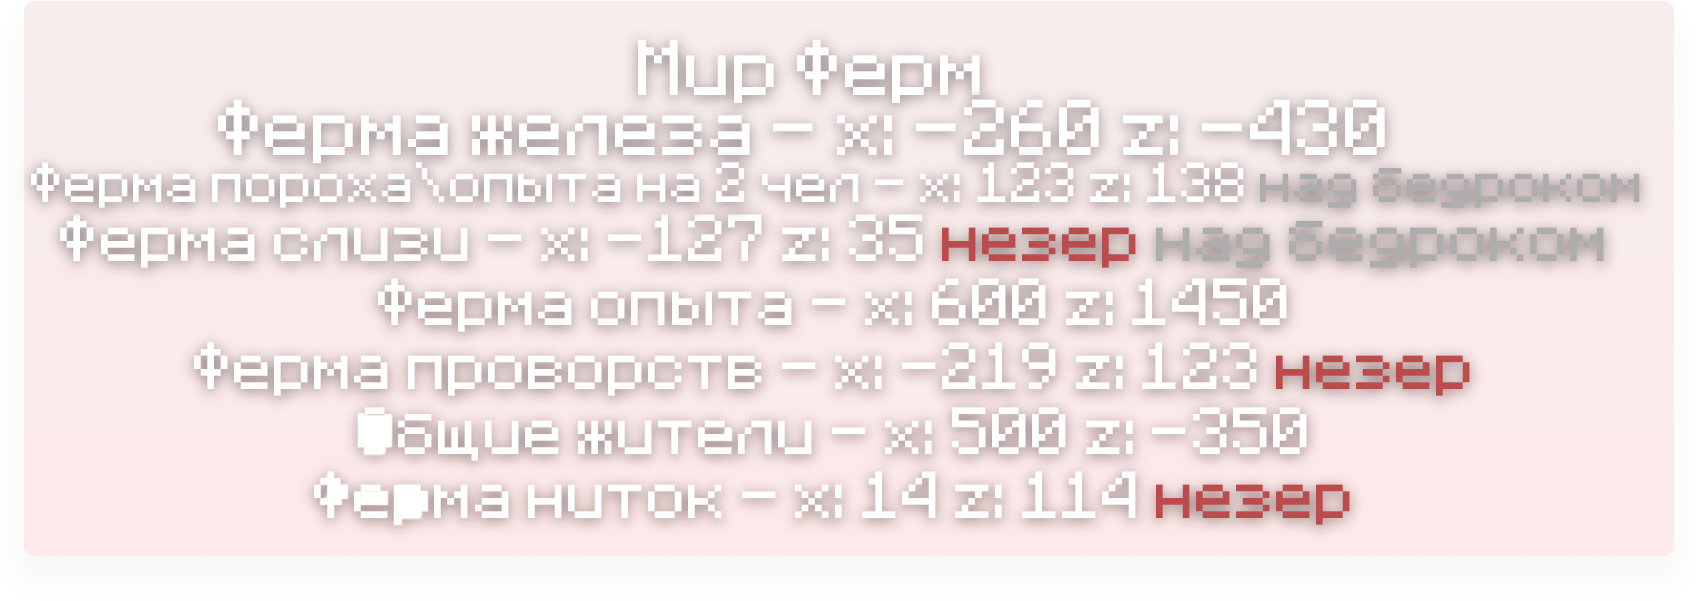 Мир Ферм
Ферма железа - x: -260 z: -430
Ферма пороха\опыта на 2 чел - x: 123 z: 138 над бедроком
Ферма слизи - x: -127 z: 35 незер над бедроком
Ферма опыта - x: 600 z: 1450
Ферма проворств - x: -219 z: 123 незер
Общие жители - x: 500 z: -350
Ферма ниток - x: 14 z: 114 незер